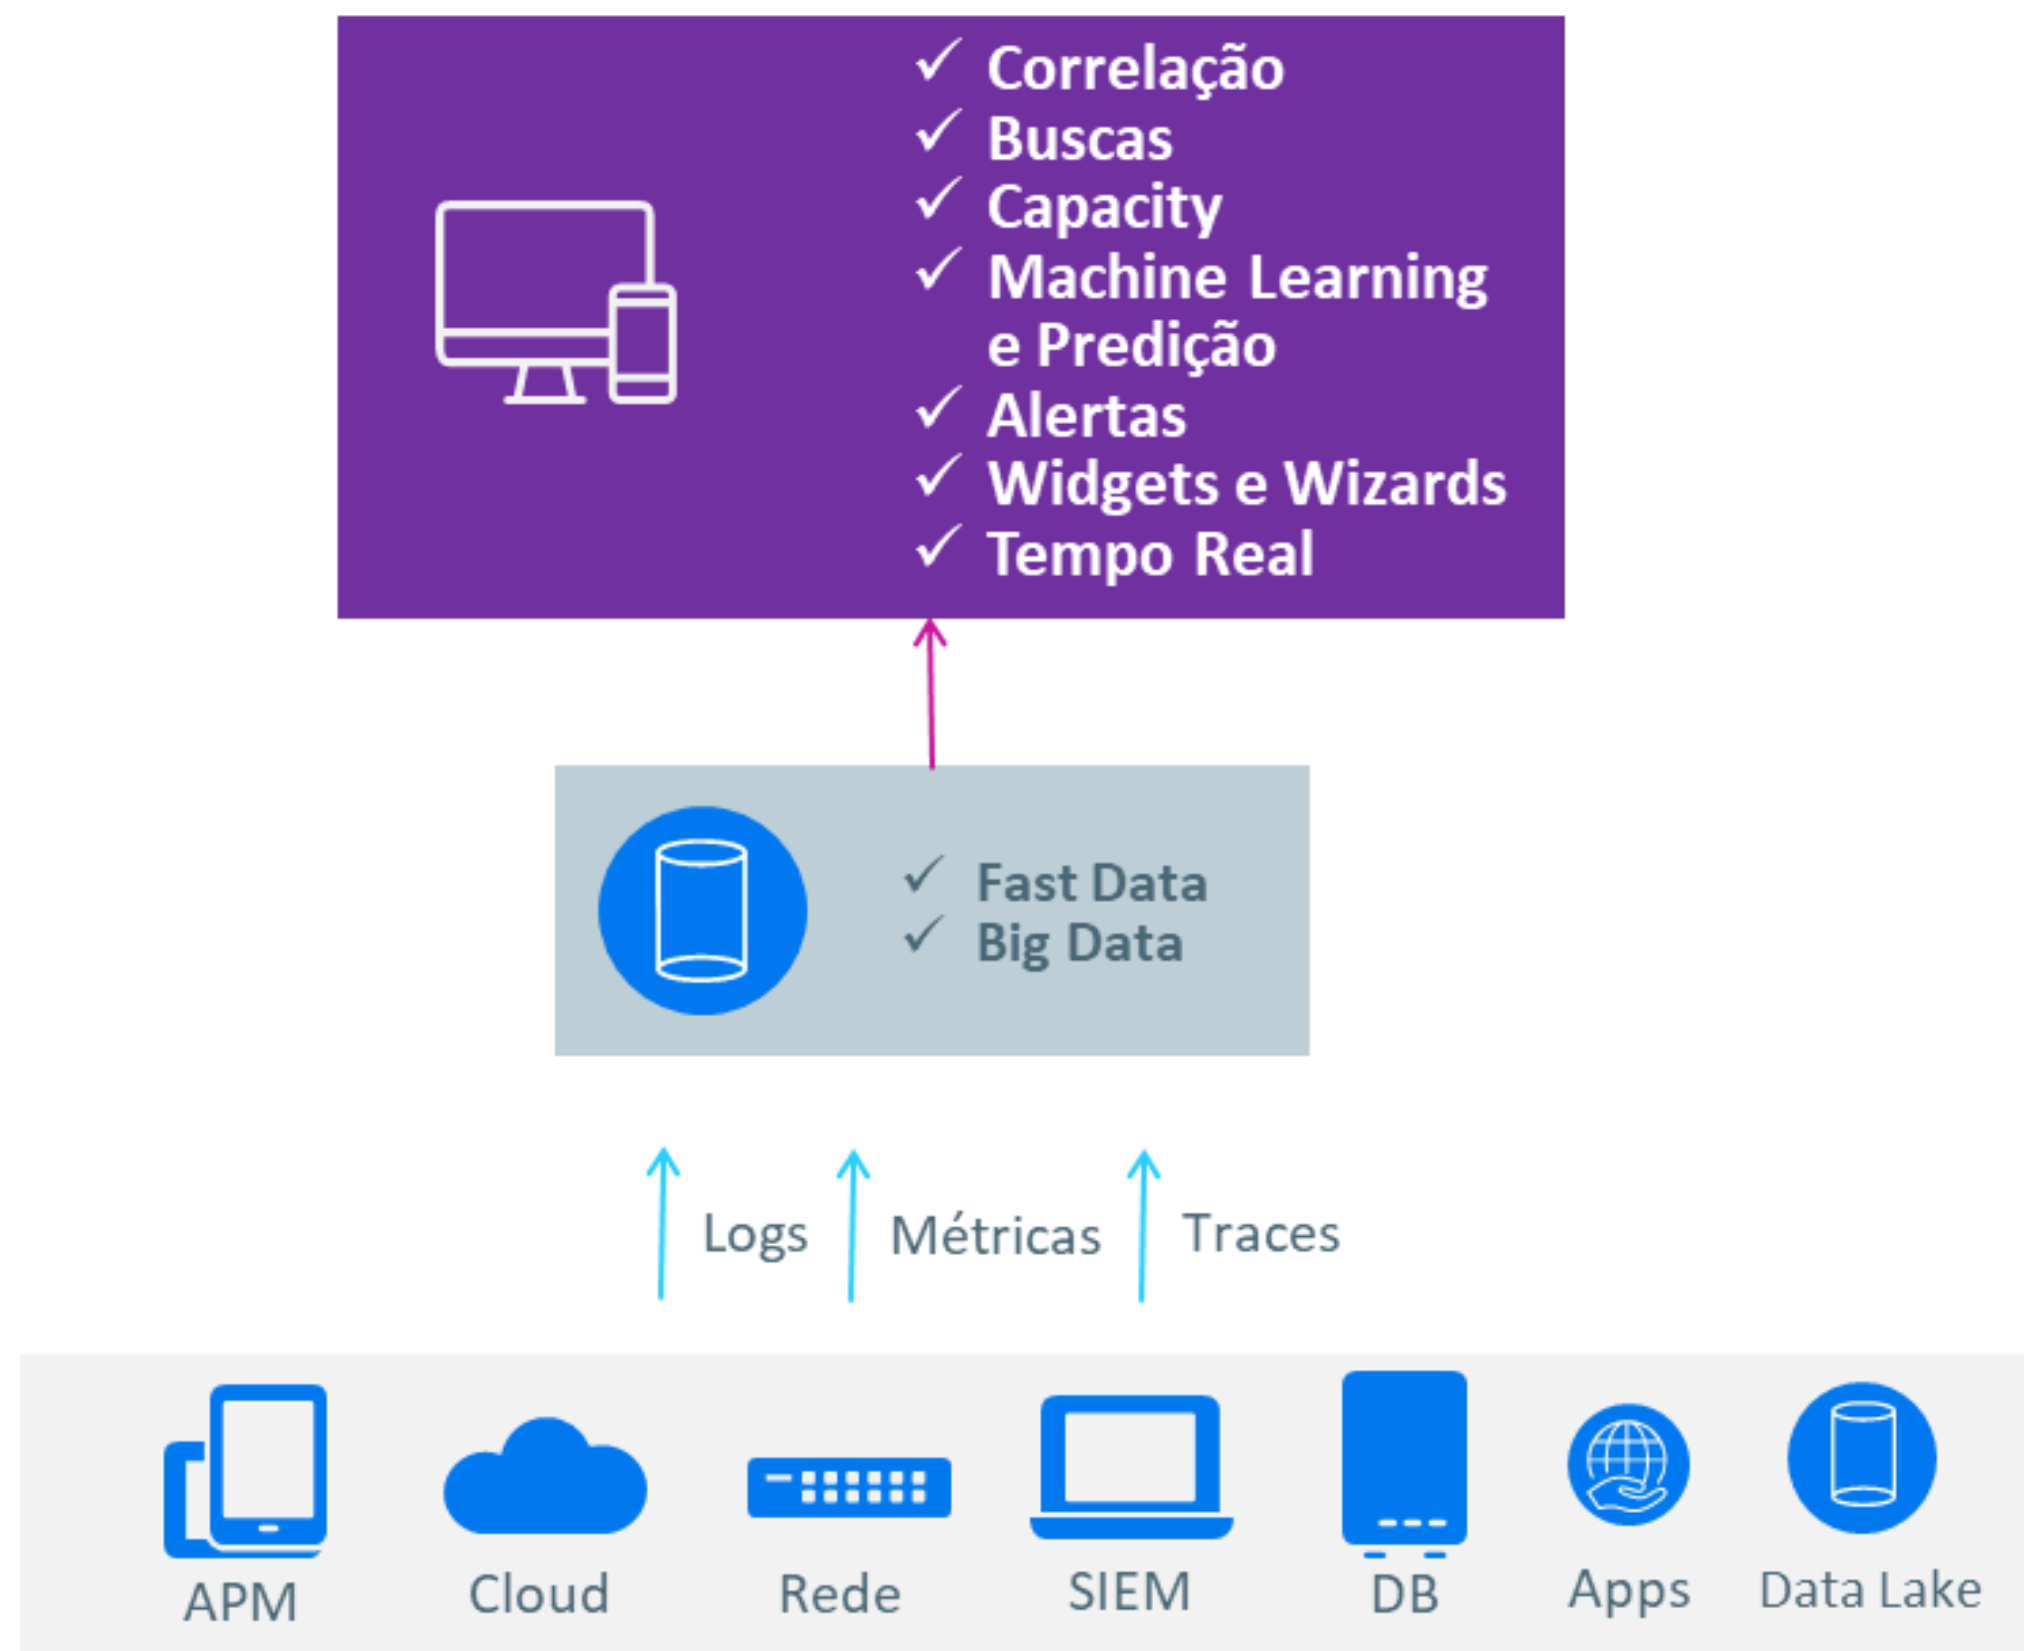 ✓ Correlação
✓ Buscas
✓ Capacity
✓ Machine Learning
e Predição
✓ Alertas
✓ Widgets e Wizards
✓ Tempo Real
✓ Fast Data
✓ Big Data
Logs Métricas Traces
APM Cloud Rede SIEM DB Apps Data Lake